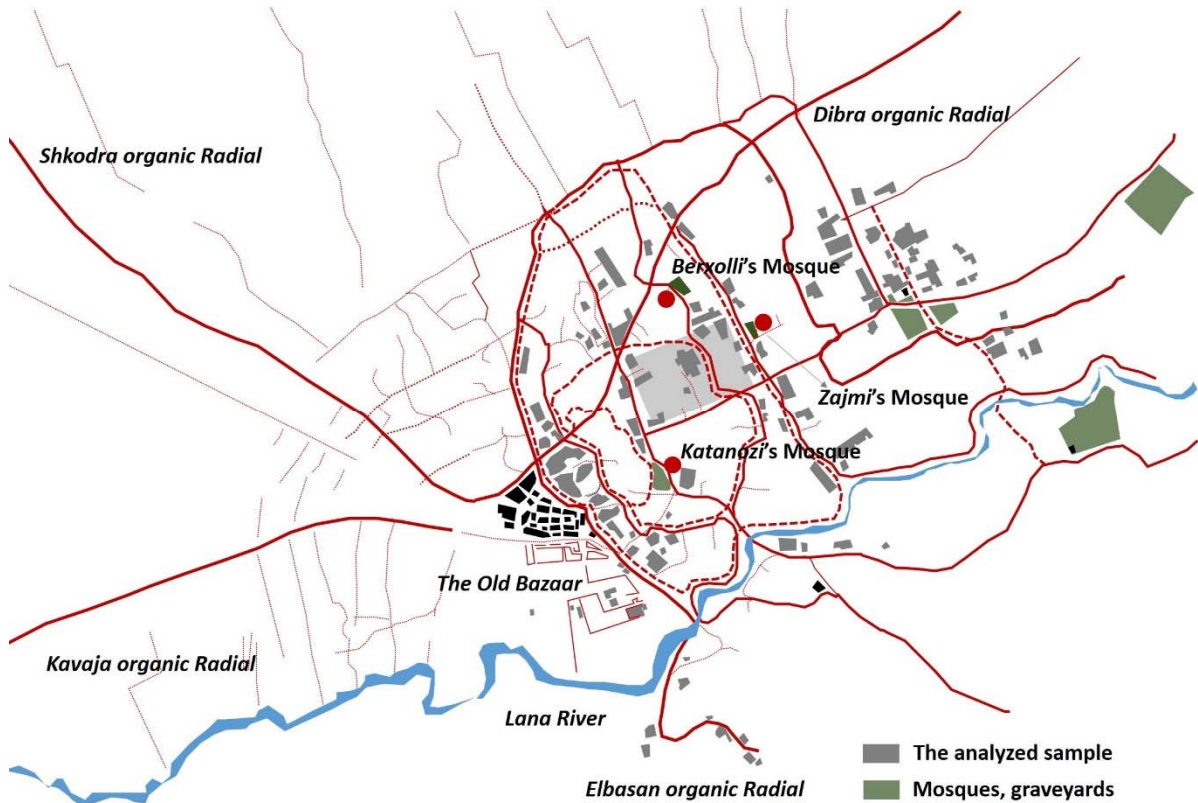 Dibra organic Radial
Shkodra organic Radial
Berxolli's Mosque
Zajmi's Mosque
Katanozi's Mosque
The Old Bazaar
Kavaja organic Radial
Lana River
The analyzed sample
Mosques, graveyards
Elbasan organic Radial